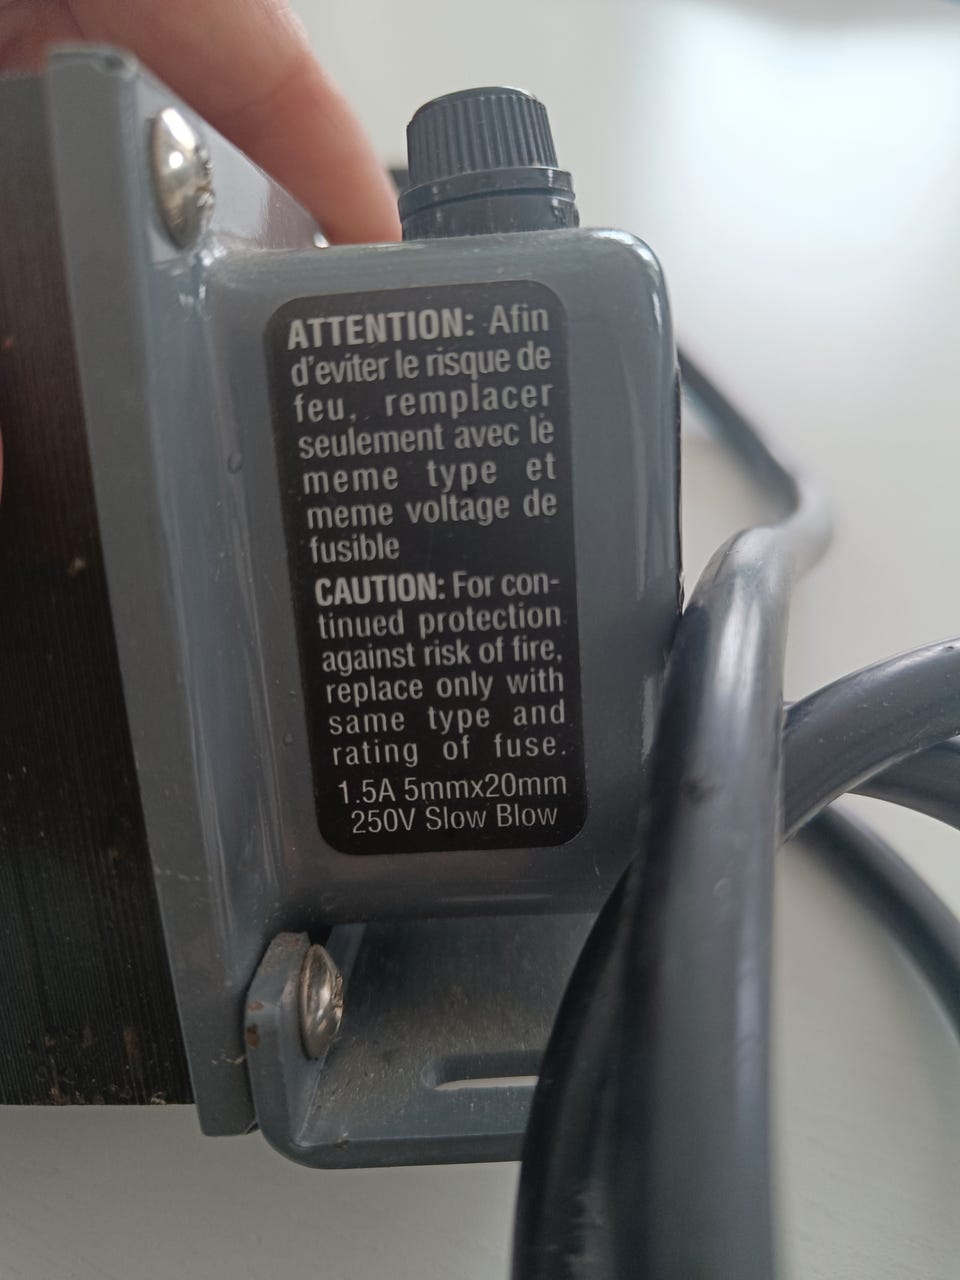 ATTENTION: Afin
d'eviter le risque de
feu, remplacer
seulement avec le
meme type et
meme voltage de
fusible
CAUTION: For con-
tinued protection
against risk of fire,
replace only with
same type and
rating of fuse.
1.5A 5mmx20mm
250V Slow Blow